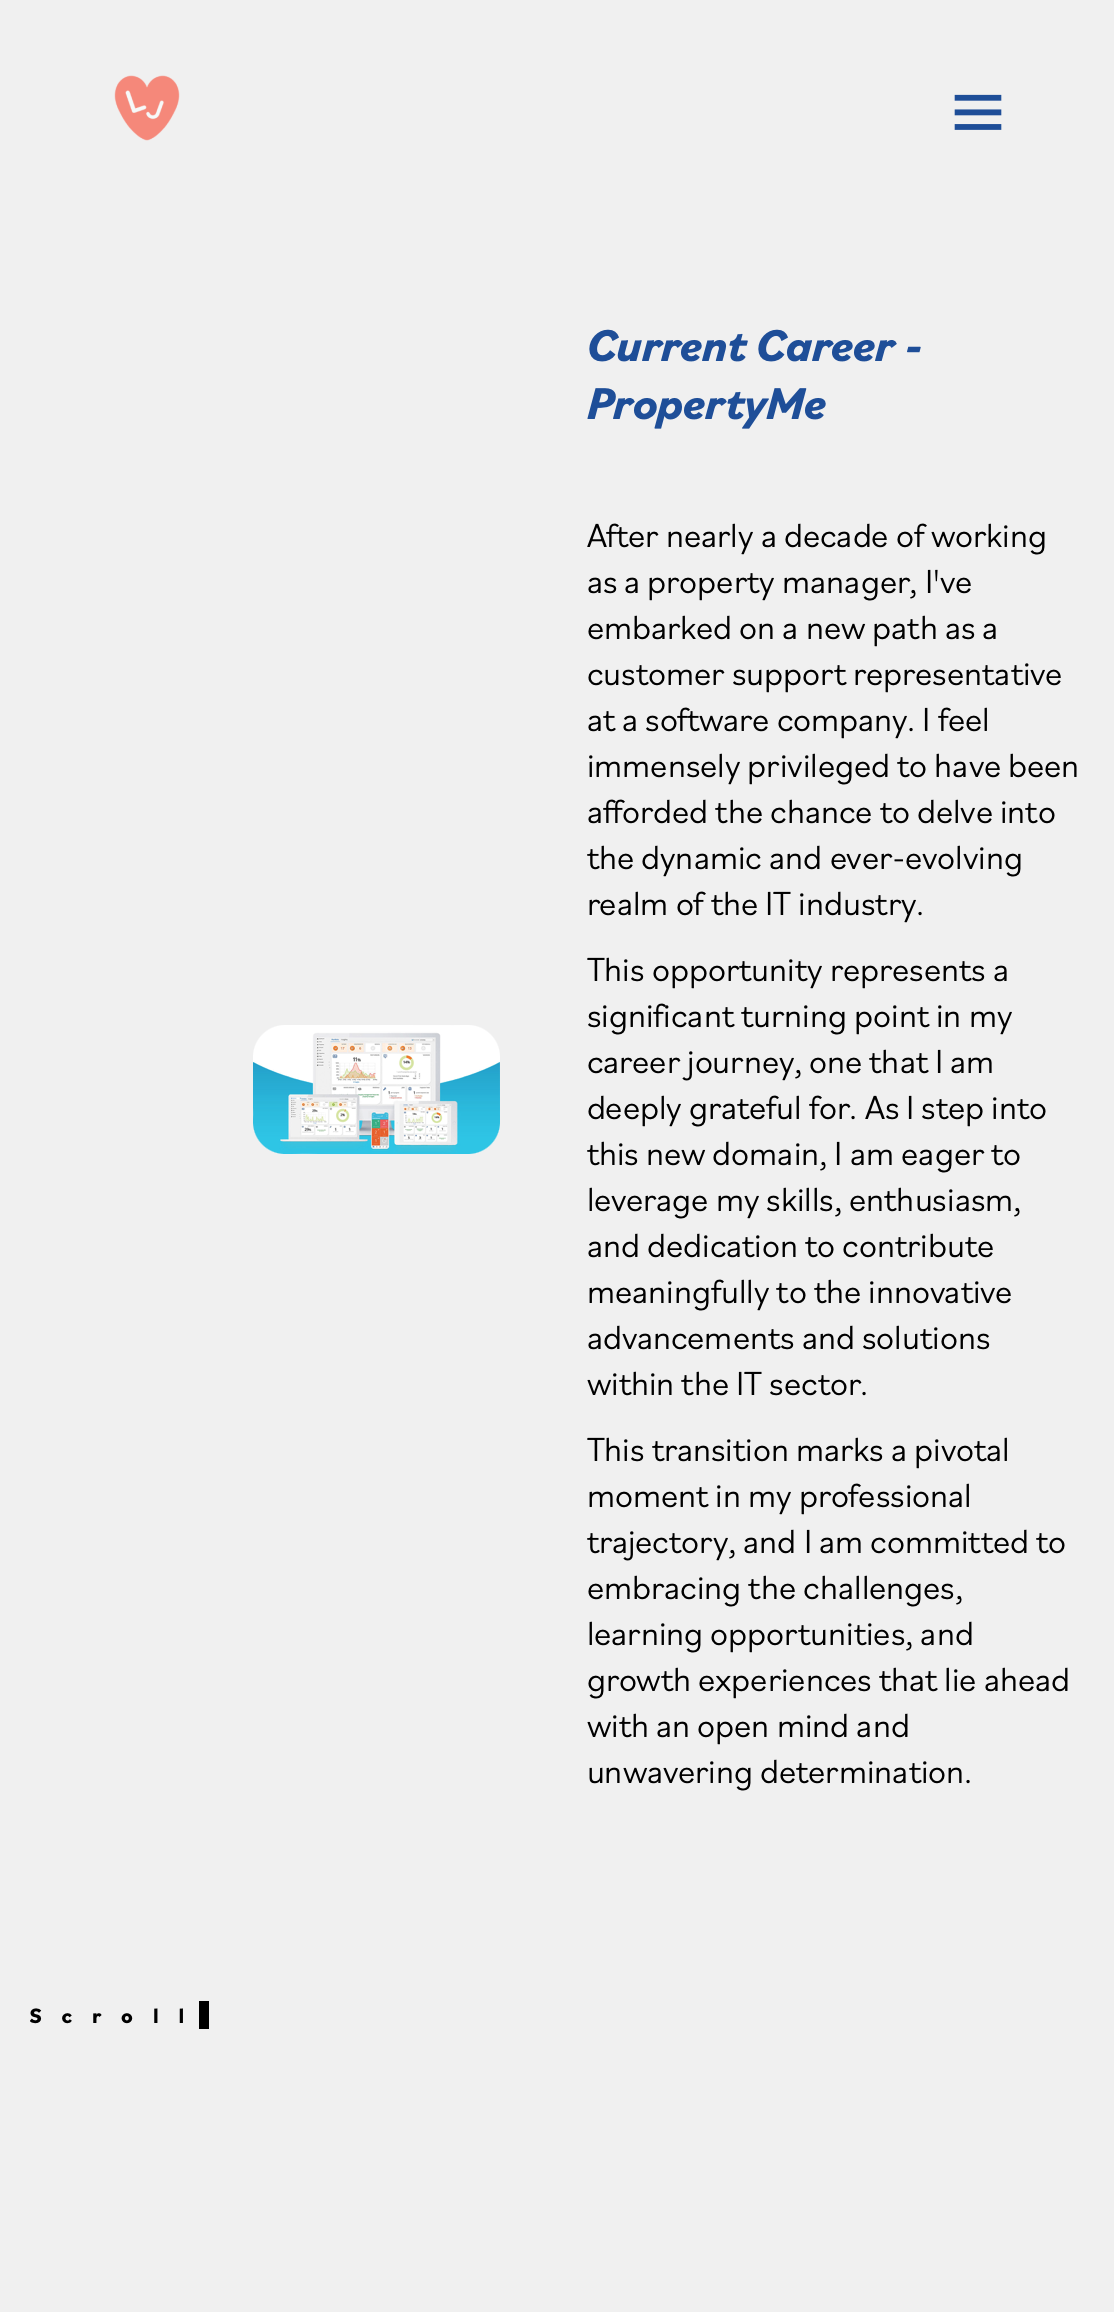 LJ
Current Career -
PropertyMe
After nearly a decade of working
as a property manager, I've
embarked on a new path as a
customer support representative
at a software company. I feel
immensely privileged to have been
afforded the chance to delve into
the dynamic and ever-evolving
realm of the IT industry.
This opportunity represents a
significant turning point in my
career journey, one that I am
deeply grateful for. As I step into
this new domain, I am eager to
leverage my skills, enthusiasm,
and dedication to contribute
meaningfully to the innovative
advancements and solutions
within the IT sector.
This transition marks a pivotal
moment in my professional
trajectory, and I am committed to
embracing the challenges,
learning opportunities, and
growth experiences that lie ahead
with an open mind and
unwavering determination.
Scroll